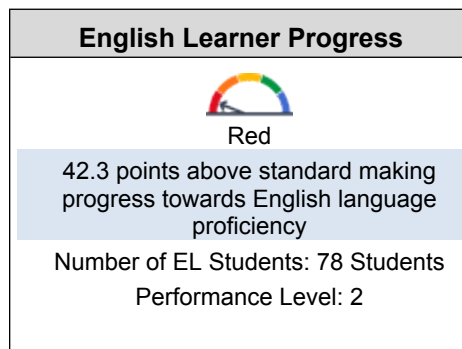 English Learner Progress
Red
42.3 points above standard making
progress towards English language
proficiency
Number of EL Students: 78 Students
Performance Level: 2